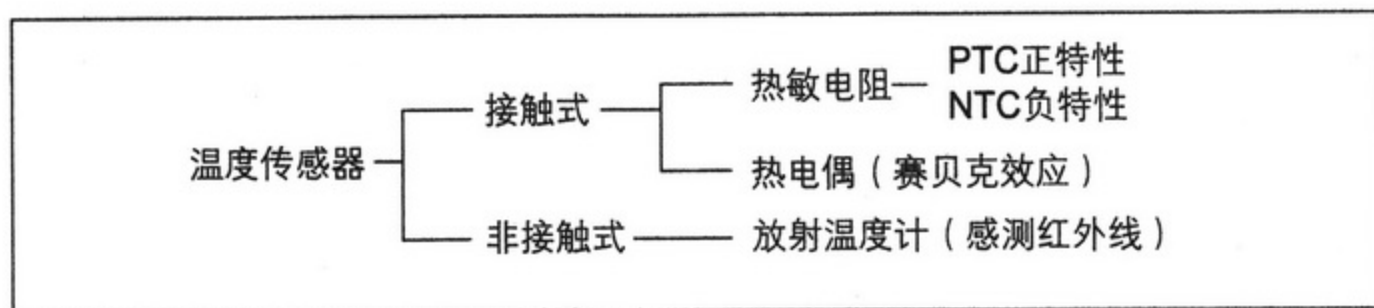 温度传感器
接触式
热敏电阻
PTC正特性
NTC负特性
热电偶（赛贝克效应）
非接触式
放射温度计（感测红外线）